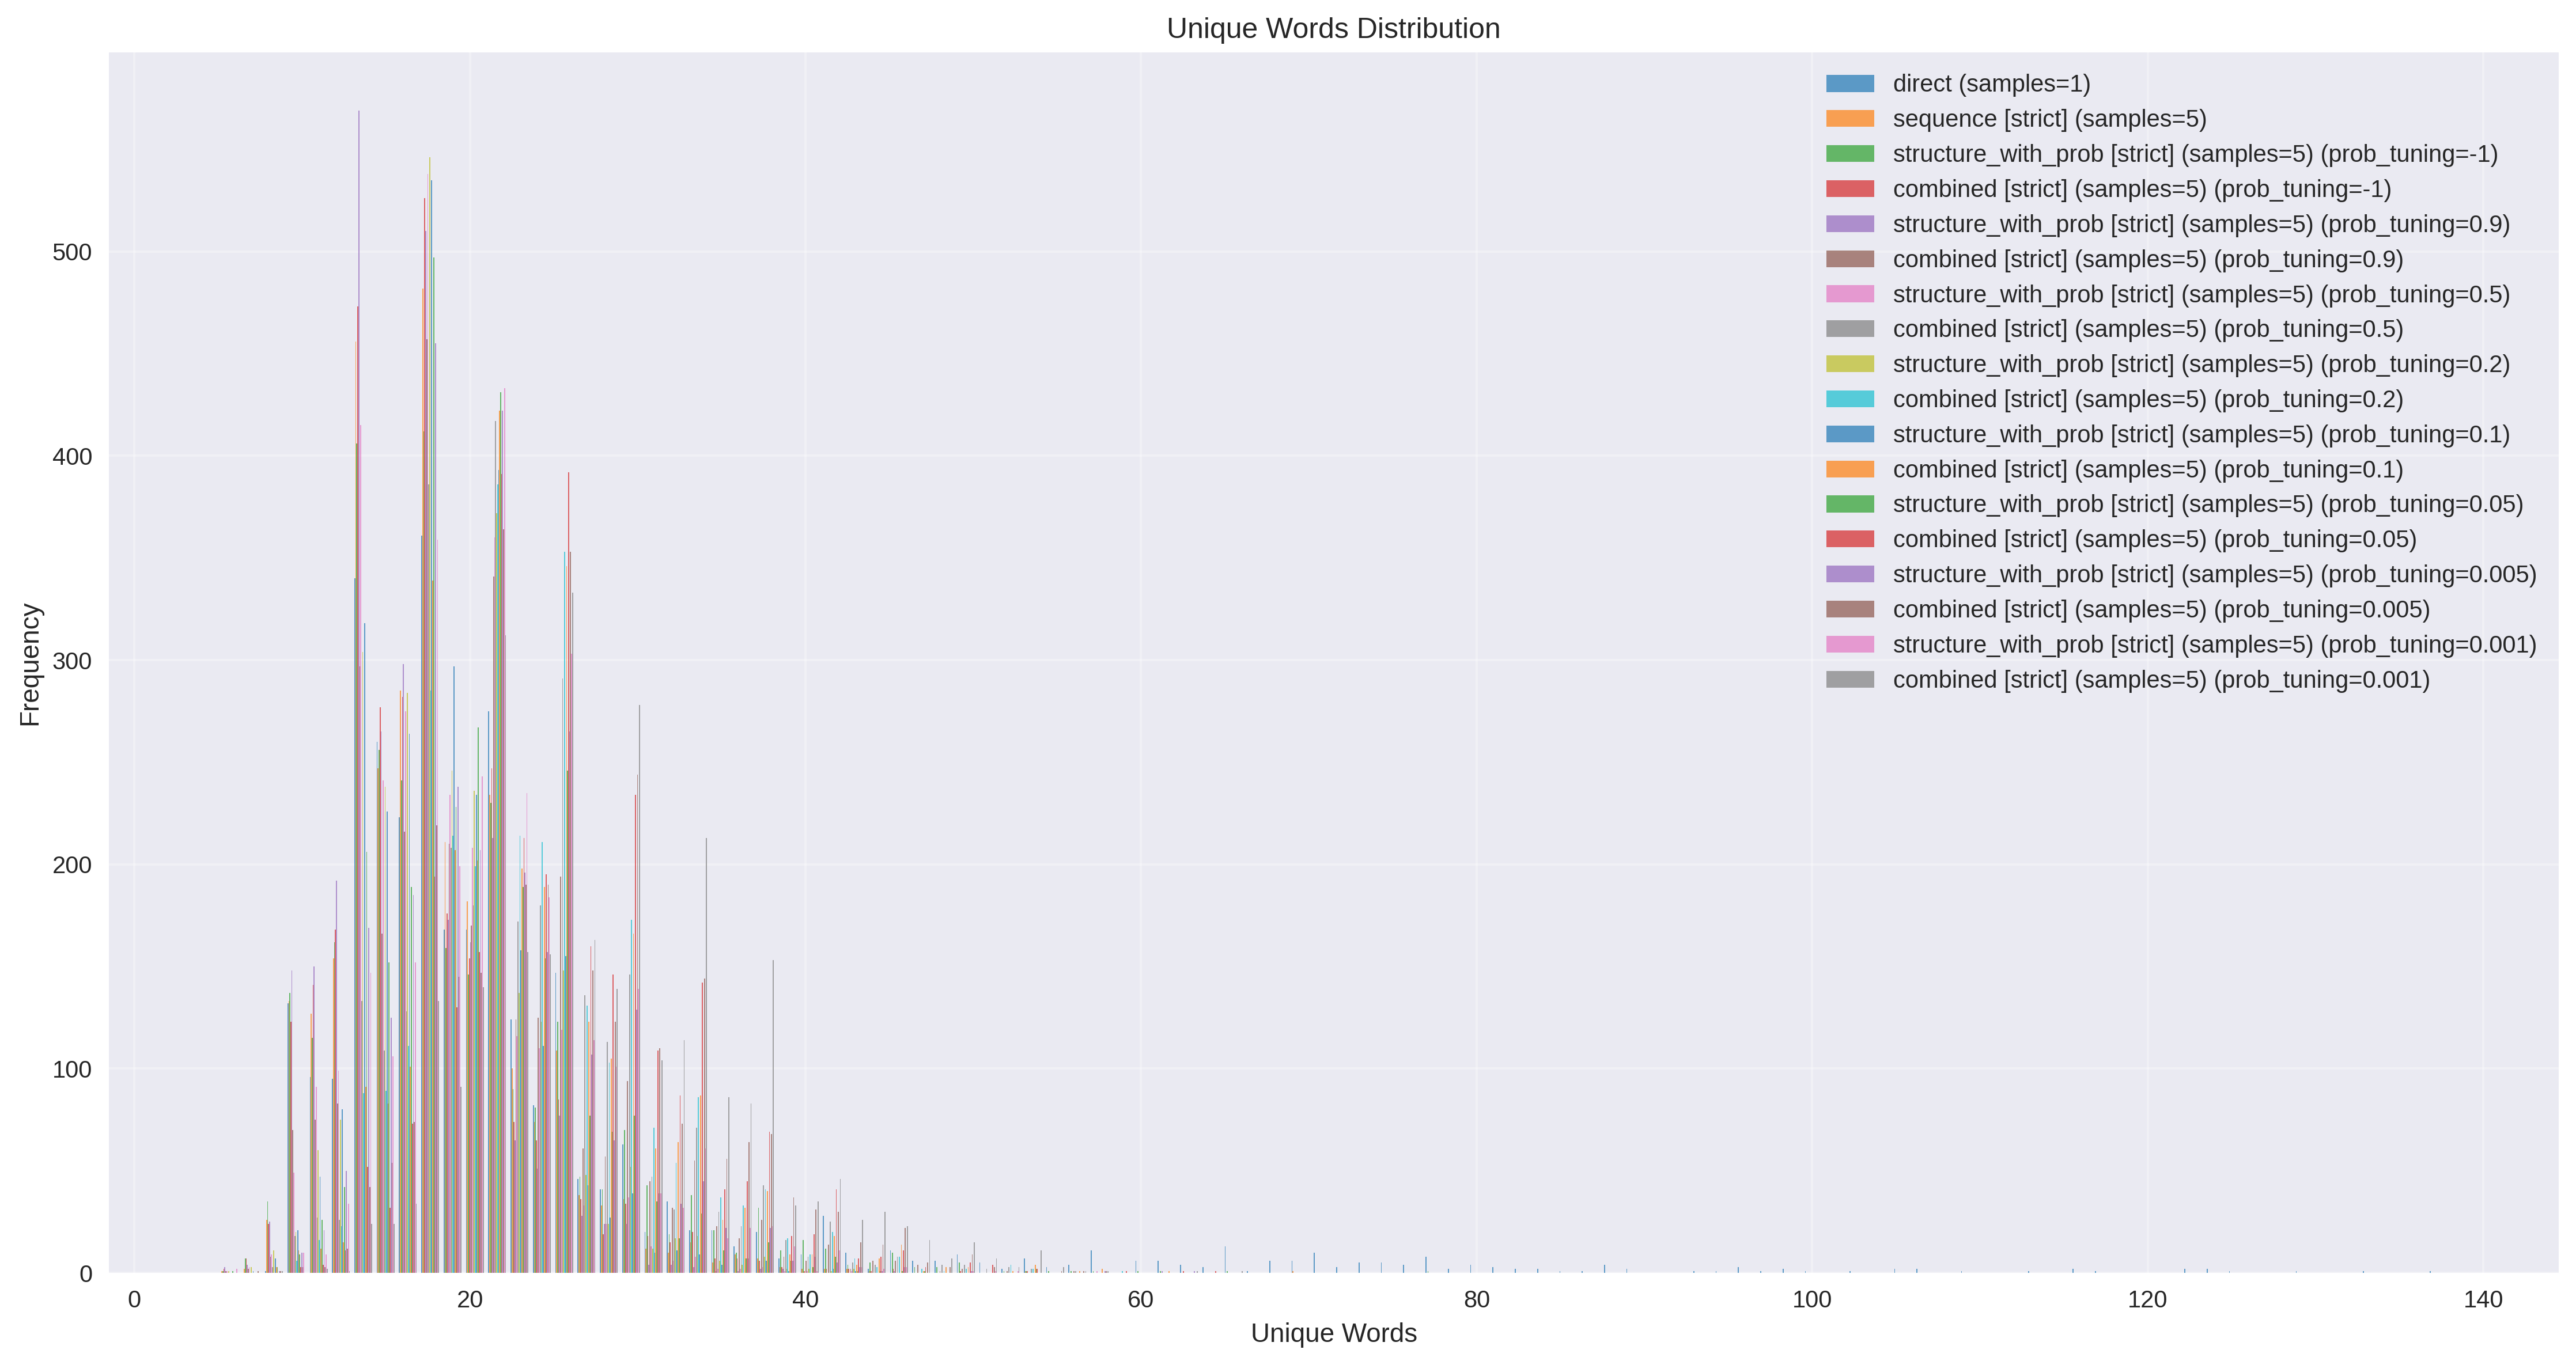 Unique Words Distribution
direct (samples=1)
sequence [strict] (samples=5)
structure_with_prob [strict] (samples=5) (prob_tuning=-1)
combined [strict] (samples=5) (prob_tuning=-1)
structure_with_prob [strict] (samples=5) (prob_tuning=0.9)
combined [strict] (samples=5) (prob_tuning=0.9)
structure_with_prob [strict] (samples=5) (prob_tuning=0.5)
combined [strict] (samples=5) (prob_tuning=0.5)
structure_with_prob [strict] (samples=5) (prob_tuning=0.2)
combined [strict] (samples=5) (prob_tuning=0.2)
structure_with_prob [strict] (samples=5) (prob_tuning=0.1)
combined [strict] (samples=5) (prob_tuning=0.1)
structure_with_prob [strict] (samples=5) (prob_tuning=0.05)
combined [strict] (samples=5) (prob_tuning=0.05)
structure_with_prob [strict] (samples=5) (prob_tuning=0.005)
combined [strict] (samples=5) (prob_tuning=0.005)
structure_with_prob [strict] (samples=5) (prob_tuning=0.001)
combined [strict] (samples=5) (prob_tuning=0.001)
Frequency
500
400
300
200
100
0
0 20 40 60 80 100 120 140
Unique Words